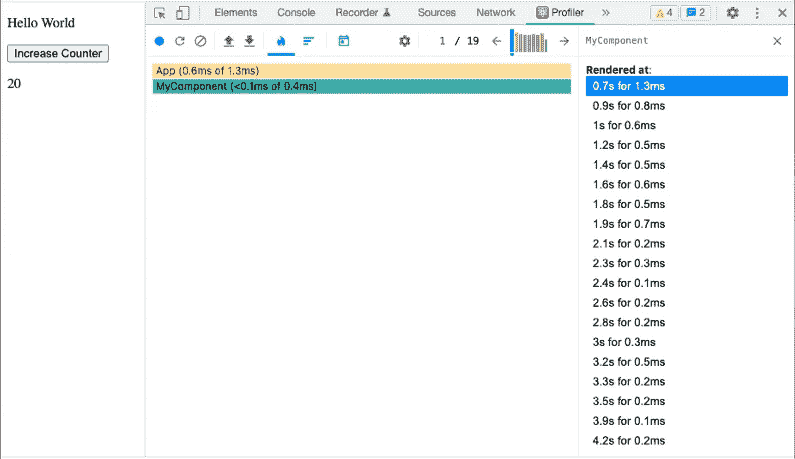 Hello World
Increase Counter
20
Elements Console Recorder Sources Network Profiler » 4 2
1 / 19 MyComponent
App (0.6ms of 1.3ms)
MyComponent (<0.1ms of 0.4ms)
Rendered at:
0.7s for 1.3ms
0.9s for 0.8ms
1s for 0.6ms
1.2s for 0.5ms
1.4s for 0.5ms
1.6s for 0.6ms
1.8s for 0.5ms
1.9s for 0.7ms
2.1s for 0.2ms
2.3s for 0.3ms
2.4s for 0.1ms
2.6s for 0.2ms
2.8s for 0.2ms
3s for 0.3ms
3.2s for 0.5ms
3.3s for 0.2ms
3.5s for 0.2ms
3.9s for 0.1ms
4.2s for 0.2ms